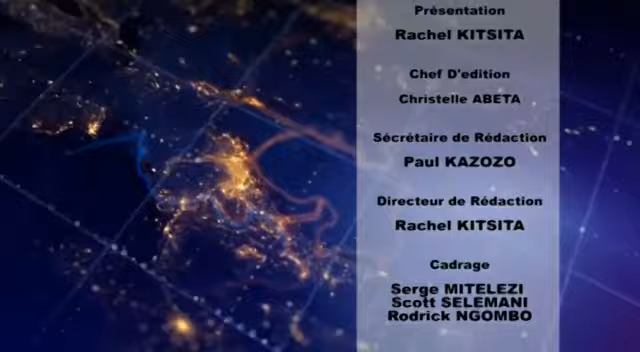 Présentation
Rachel KITSITA
Chef D'edition
Christelle ABETA
Sécrétaire de Rédaction
Paul KAZOZO
Directeur de Rédaction
Rachel KITSITA
Cadrage
Serge MITELEZI
Scott SELEMANI
Rodrick NGOMBO